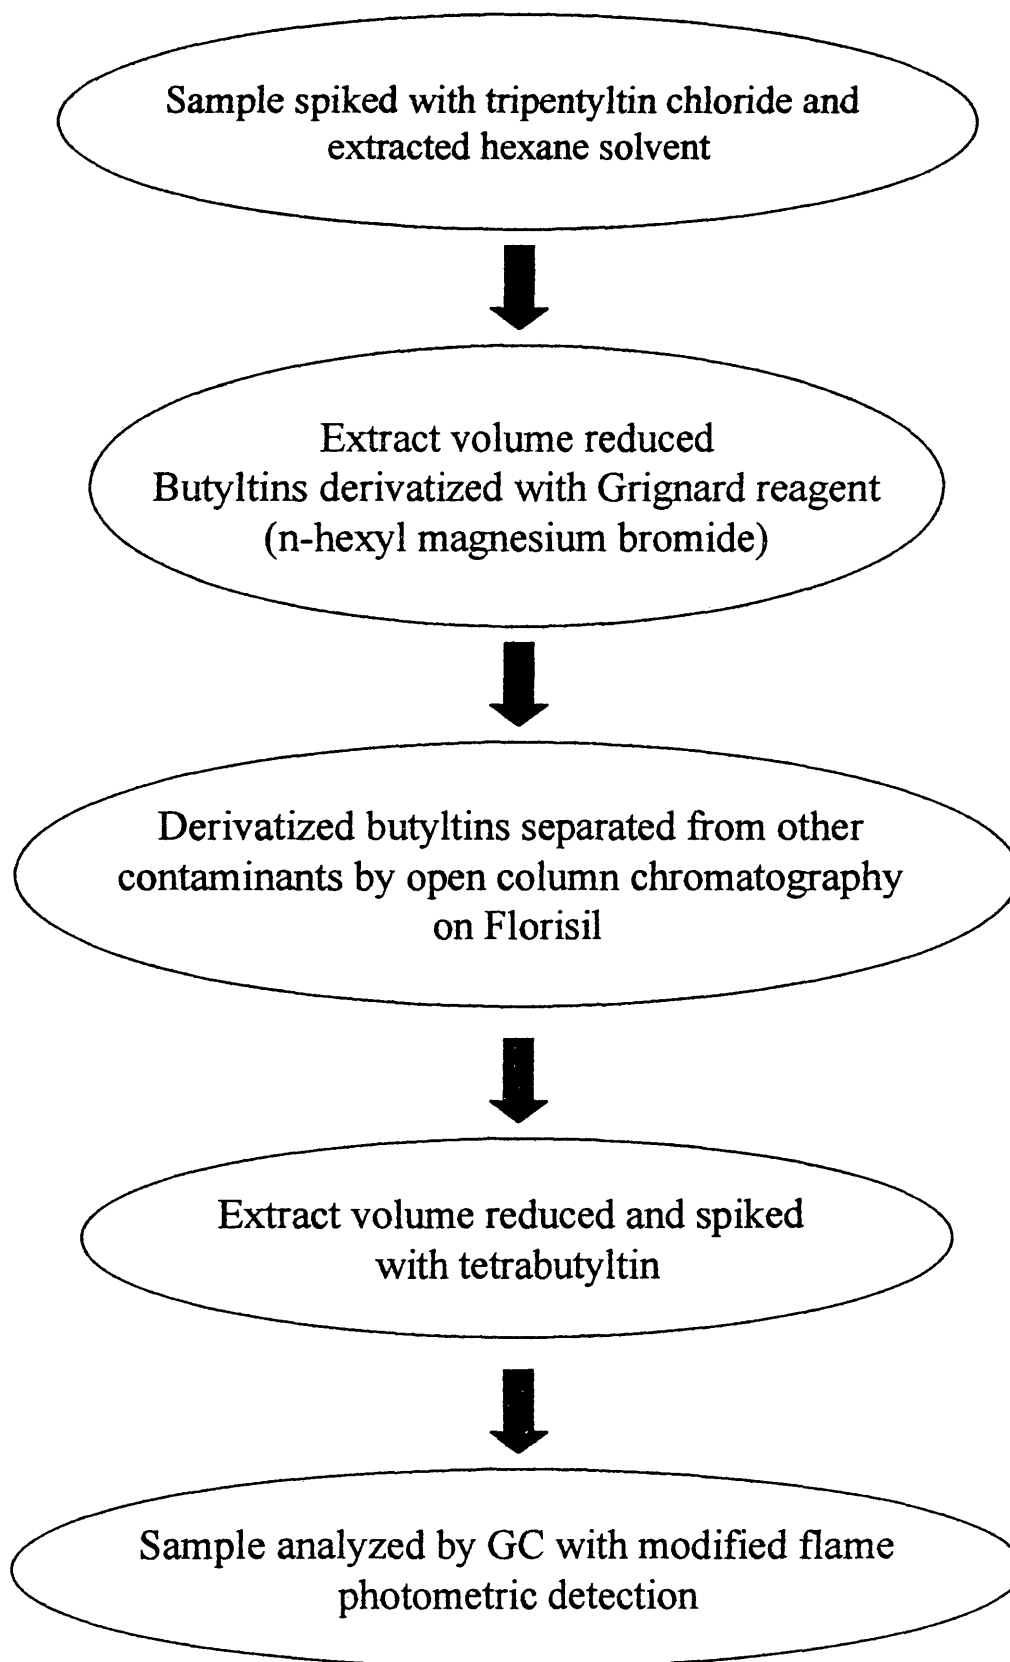 Sample spiked with tripentyltin chloride and
extracted hexane solvent
Extract volume reduced
Butyltins derivatized with Grignard reagent
(n-hexyl magnesium bromide)
Derivatized butyltins separated from other
contaminants by open column chromatography
on Florisil
Extract volume reduced and spiked
with tetrabutyltin
Sample analyzed by GC with modified flame
photometric detection